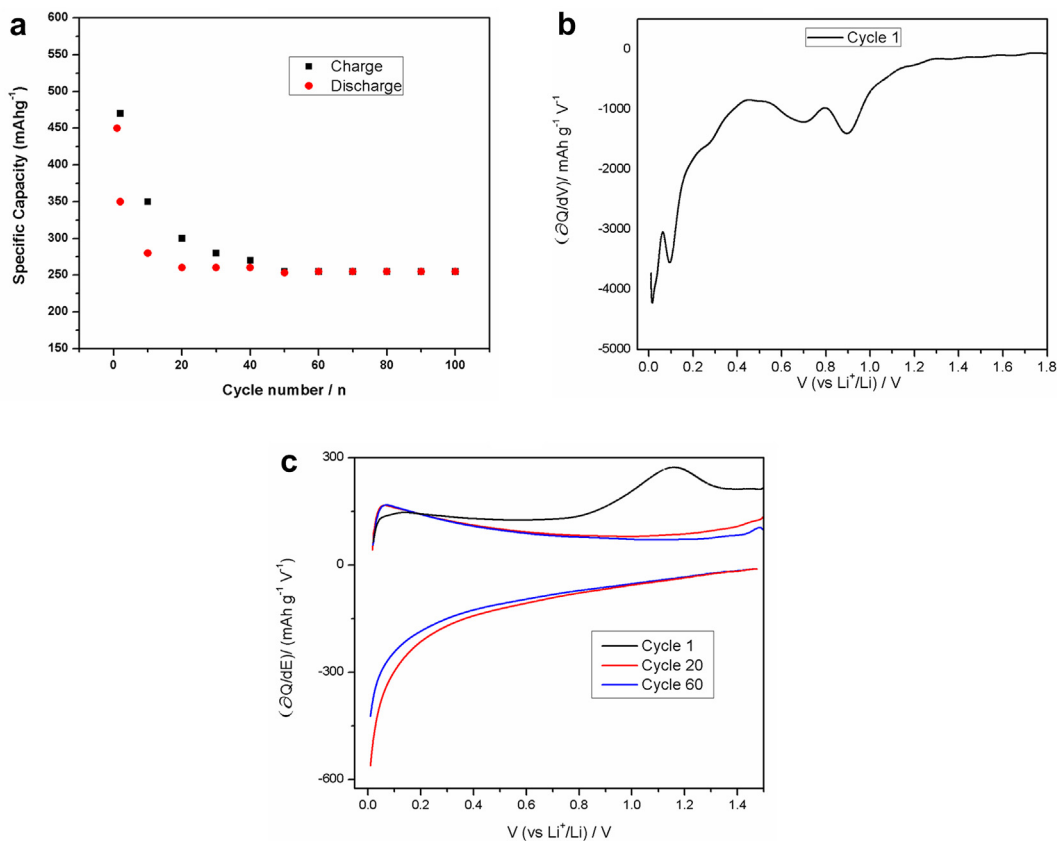 a
600
550
500
450
400
350
300
250
200
150
Specific Capacity (mAhg⁻¹)
Charge
Discharge
0 20 40 60 80 100
Cycle number / n
b
Cycle 1
0
-1000
-2000
-3000
-4000
-5000
(∂Q/dV)/ mAh g⁻¹ V⁻¹
0.0 0.2 0.4 0.6 0.8 1.0 1.2 1.4 1.6 1.8
V (vs Li⁺/Li) / V
c
300
0
-300
-600
(∂Q/dE)/ (mAh g⁻¹ V⁻¹)
Cycle 1
Cycle 20
Cycle 60
0.0 0.2 0.4 0.6 0.8 1.0 1.2 1.4
V (vs Li⁺/Li) / V